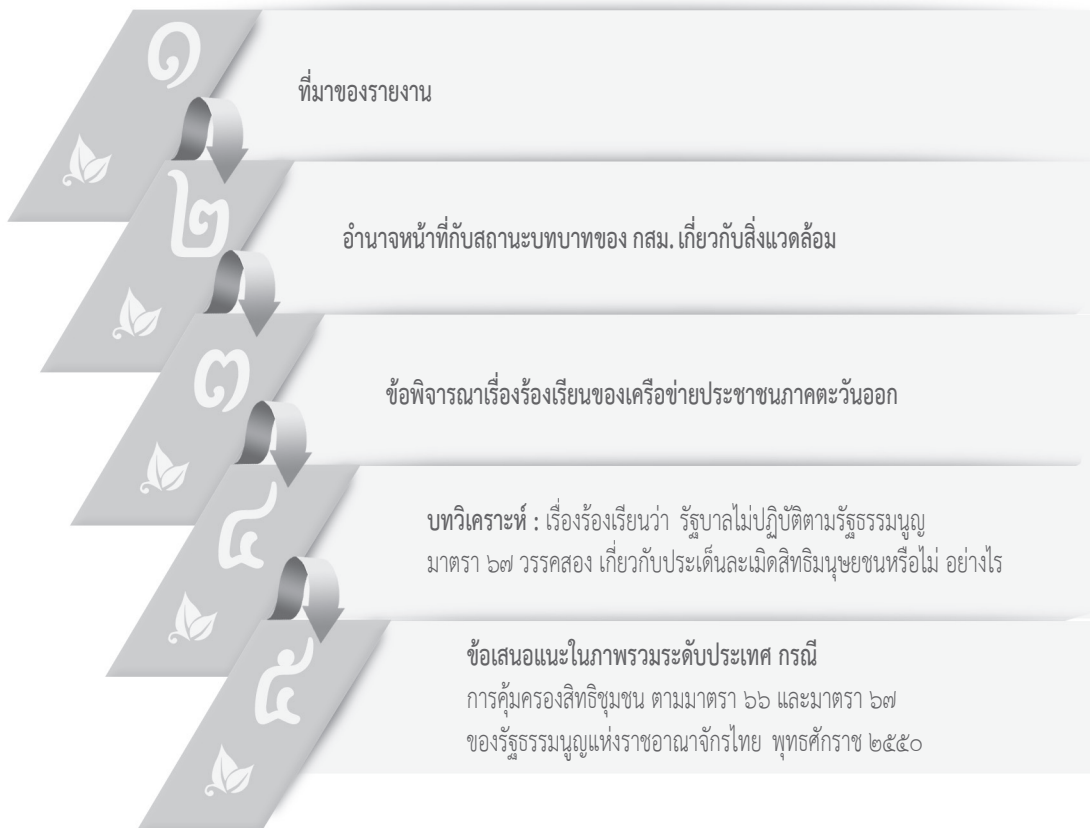 ๑
ที่มาของรายงาน
๒
อำนาจหน้าที่กับสถานะบทบาทของ กสม. เกี่ยวกับสิ่งแวดล้อม
๓
ข้อพิจารณาเรื่องร้องเรียนของเครือข่ายประชาชนภาคตะวันออก
๔
บทวิเคราะห์ : เรื่องร้องเรียนว่า รัฐบาลไม่ปฏิบัติตามรัฐธรรมนูญ
มาตรา ๖๗ วรรคสอง เกี่ยวกับประเด็นละเมิดสิทธิมนุษยชนหรือไม่ อย่างไร
๕
ข้อเสนอแนะในภาพรวมระดับประเทศ กรณี
การคุ้มครองสิทธิชุมชน ตามมาตรา ๖๖ และมาตรา ๖๗
ของรัฐธรรมนูญแห่งราชอาณาจักรไทย พุทธศักราช ๒๕๕๐